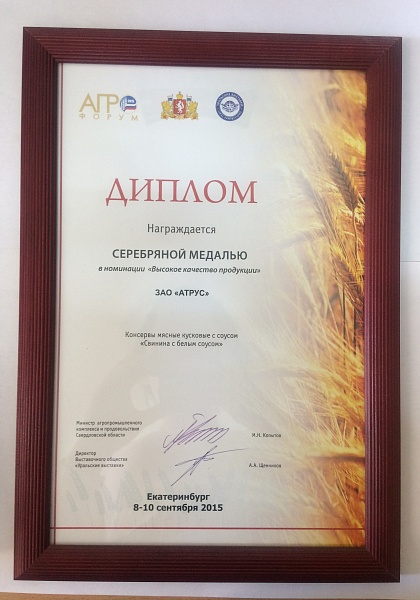 АГРО
ФОРУМ
ДИПЛОМ
Награждается
СЕРЕБРЯНОЙ МЕДАЛЬЮ
в номинации «Высокое качество продукции»
ЗАО «АТРУС»
Консервы мясные кусковые с соусом
«Свинина с белым соусом»
Министр агропромышленного
комплекса и продовольствия
Свердловской области
М.Н. Копытов
Директор
Выставочного общества
«Уральские выставки»
А.А. Щенников
Екатеринбург
8-10 сентября 2015